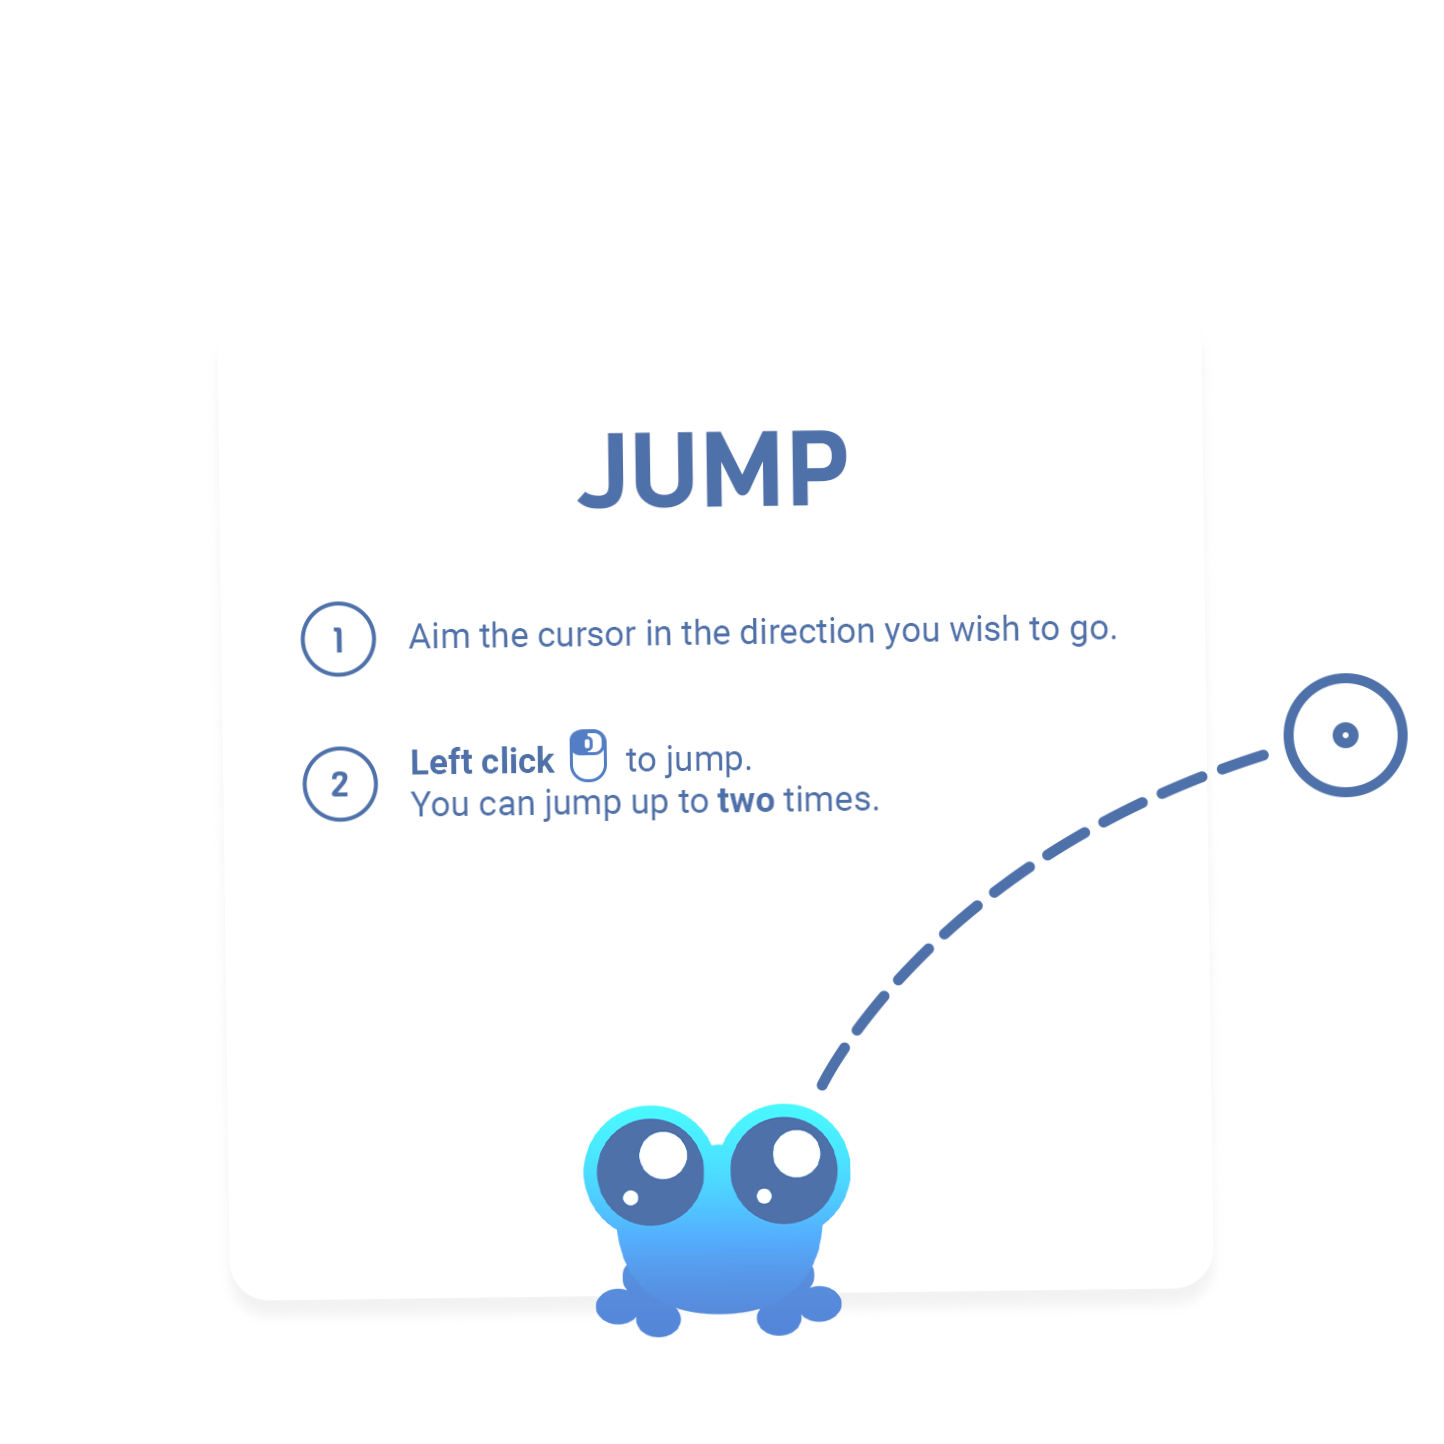 JUMP
1 Aim the cursor in the direction you wish to go.
2 Left click to jump.
You can jump up to two times.